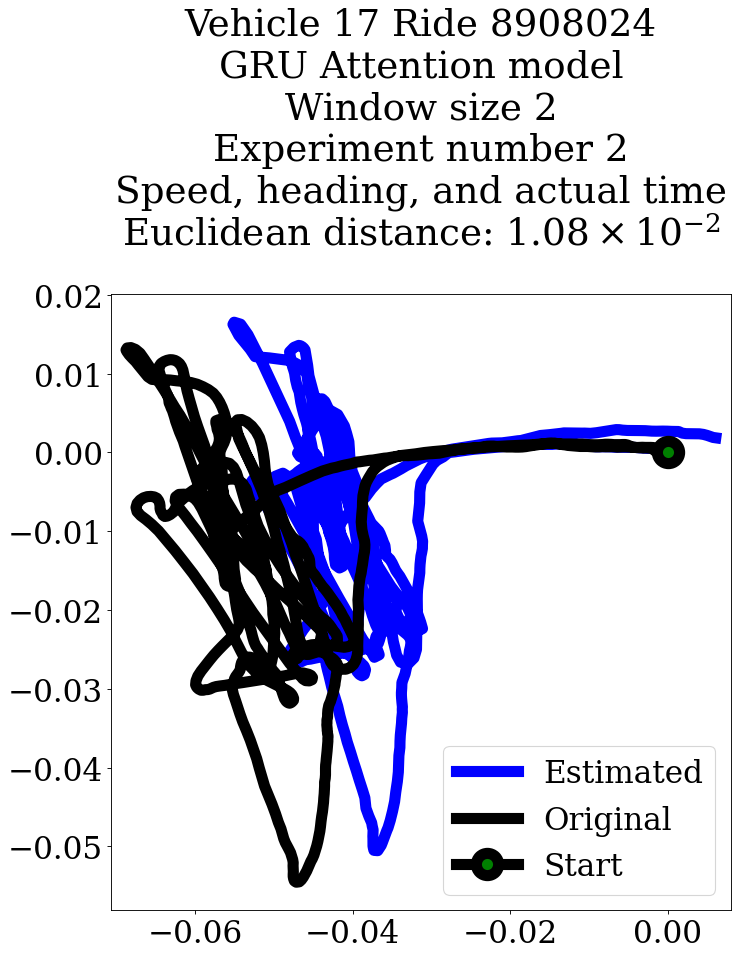 Vehicle 17 Ride 8908024
GRU Attention model
Window size 2
Experiment number 2
Speed, heading, and actual time
Euclidean distance: 1.08 × 10⁻²
0.02
0.01
0.00
−0.01
−0.02
−0.03
−0.04
−0.05
Estimated
Original
Start
−0.06
−0.04
−0.02
0.00